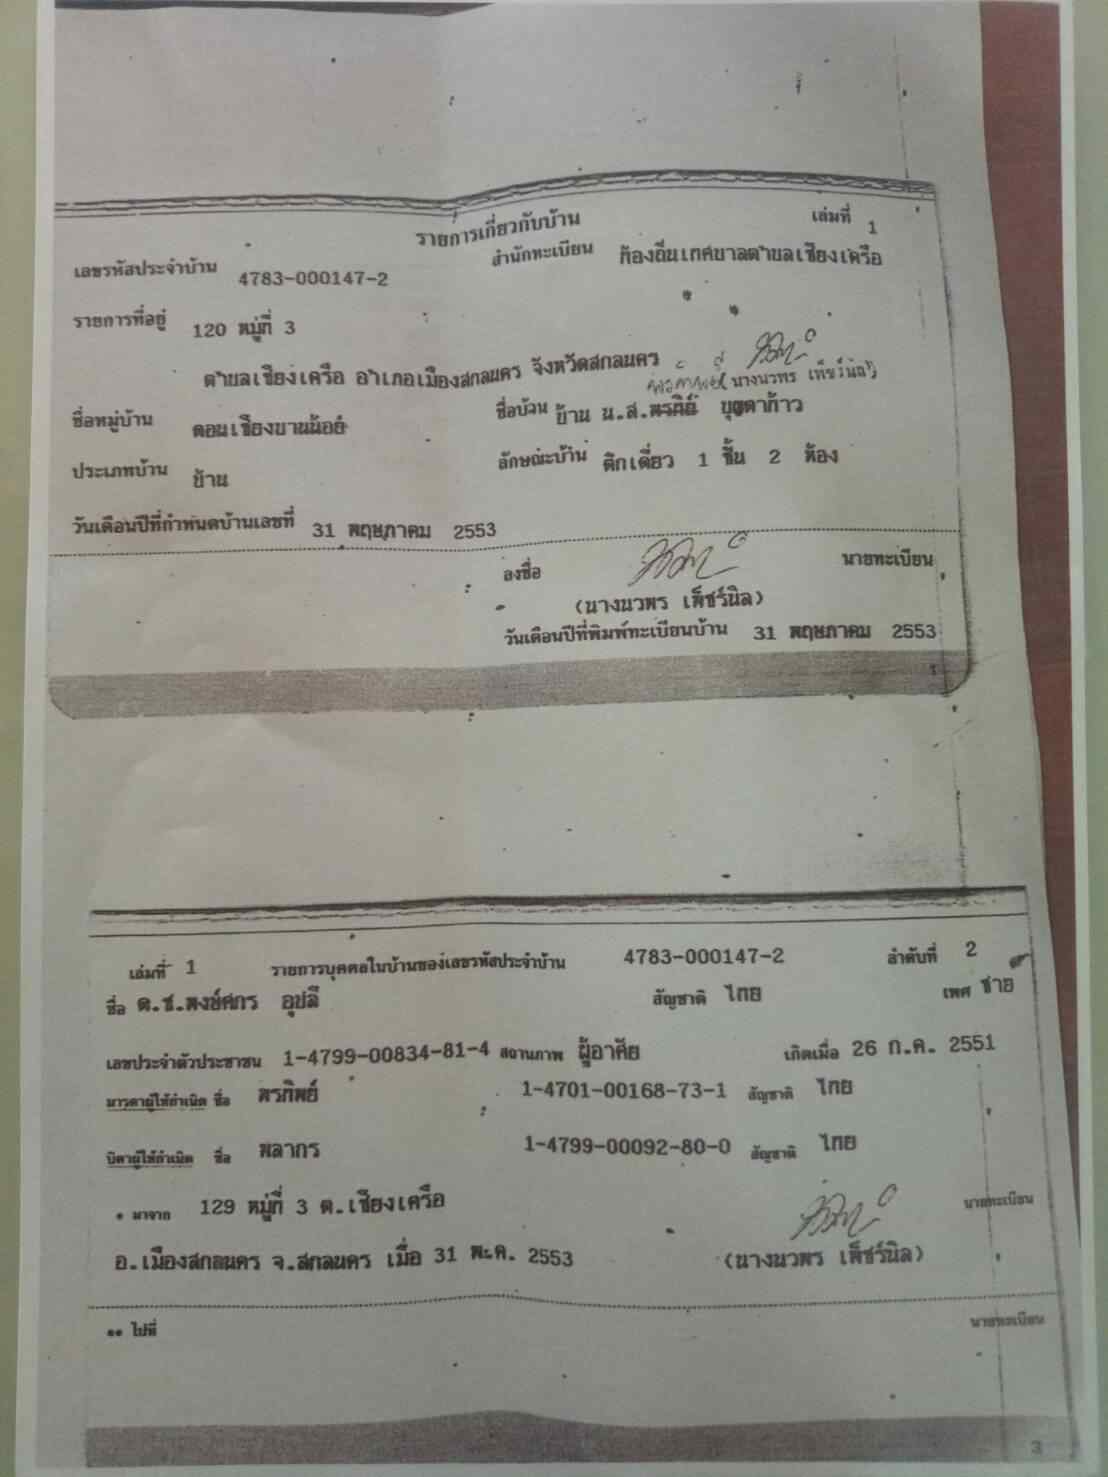 รายการเกี่ยวกับบ้าน เล่มที่ 1
เลขรหัสประจำบ้าน 4783-000147-2 สำนักทะเบียน ท้องถิ่นเทศบาลตำบลเชียงเครือ
รายการที่อยู่ 120 หมู่ที่ 3
ตำบลเชียงเครือ อำเภอเมืองสกลนคร จังหวัดสกลนคร
นางนวพร เพ็ชร์นิล
ชื่อหมู่บ้าน ดอนเชียงบานน้อย ชื่อบ้าน บ้าน น.ส.พรทิพย์ บุญ
ประเภทบ้าน บ้าน ลักษณะบ้าน ตึกเดี่ยว 1 ชั้น 2 ห้อง
วันเดือนปีที่กำหนดบ้านเลขที่ 31 พฤษภาคม 2553
ลงชื่อ นายทะเบียน
(นางนวพร เพ็ชร์นิล)
วันเดือนปีที่พิมพ์ทะเบียนบ้าน 31 พฤษภาคม 2553
เล่มที่ 1 รายการบุคคลในบ้านของเลขรหัสประจำบ้าน 4783-000147-2 ลำดับที่ 2
ชื่อ ด.ช.พงษ์ศกร อุปลี สัญชาติ ไทย เพศ ชาย
เลขประจำตัวประชาชน 1-4799-00834-81-4 สถานภาพ ผู้อาศัย เกิดเมื่อ 26 ก.ค. 2551
มารดาผู้ให้กำเนิด ชื่อ พรทิพย์ 1-4701-00168-73-1 สัญชาติ ไทย
บิดาผู้ให้กำเนิด ชื่อ พลากร 1-4799-00092-80-0 สัญชาติ ไทย
* มาจาก 129 หมู่ที่ 3 ต.เชียงเครือ นายทะเบียน
อ.เมืองสกลนคร จ.สกลนคร เมื่อ 31 พ.ค. 2553 (นางนวพร เพ็ชร์นิล)
** ไปที่ นายทะเบียน
3